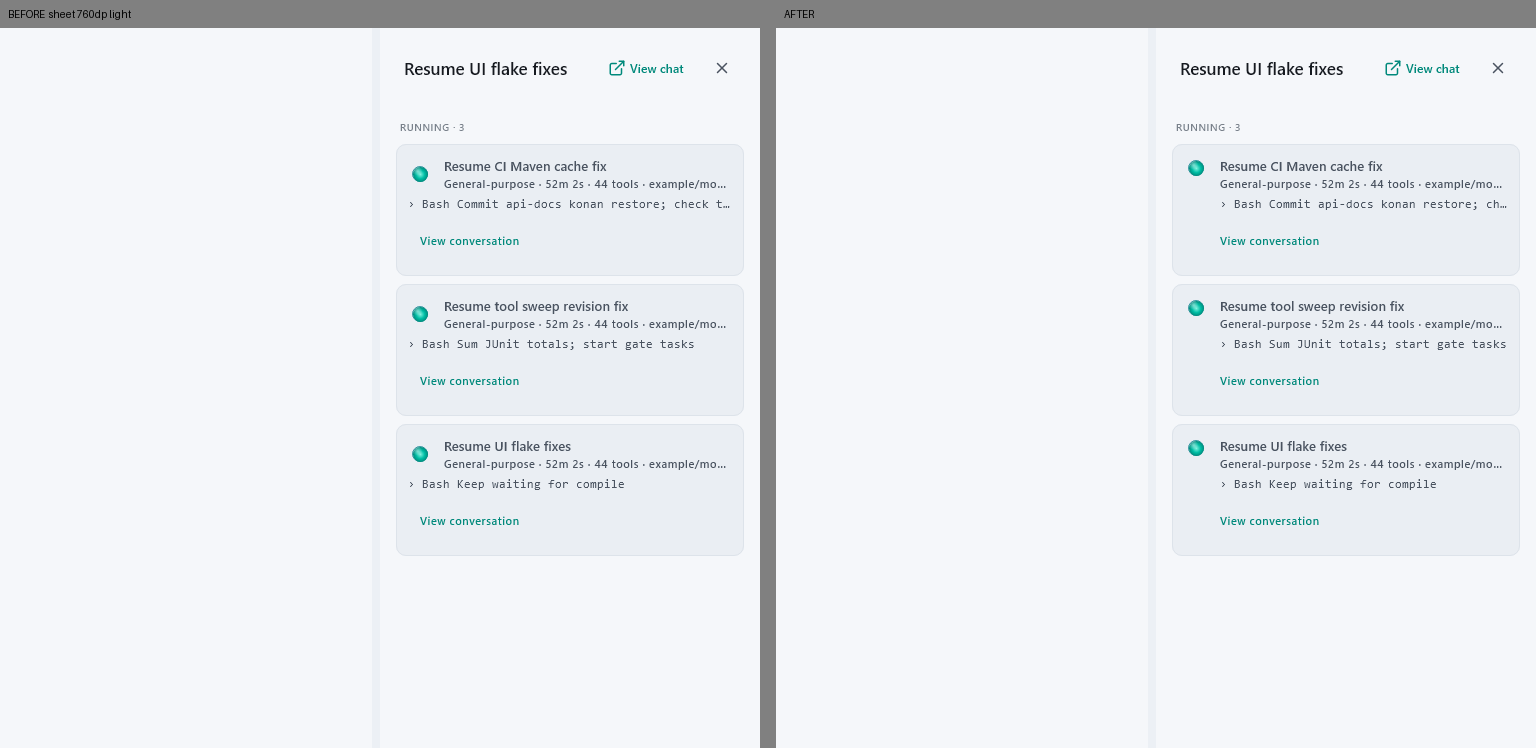 BEFORE sheet 760dp light
Resume UI flake fixes
View chat
RUNNING · 3
Resume CI Maven cache fix
General-purpose · 52m 2s · 44 tools · example/mo...
› Bash Commit api-docs konan restore; check t…
View conversation
Resume tool sweep revision fix
General-purpose · 52m 2s · 44 tools · example/mo...
› Bash Sum JUnit totals; start gate tasks
View conversation
Resume UI flake fixes
General-purpose · 52m 2s · 44 tools · example/mo...
› Bash Keep waiting for compile
View conversation
AFTER
Resume UI flake fixes
View chat
RUNNING · 3
Resume CI Maven cache fix
General-purpose · 52m 2s · 44 tools · example/mo...
› Bash Commit api-docs konan restore; ch…
View conversation
Resume tool sweep revision fix
General-purpose · 52m 2s · 44 tools · example/mo...
› Bash Sum JUnit totals; start gate tasks
View conversation
Resume UI flake fixes
General-purpose · 52m 2s · 44 tools · example/mo...
› Bash Keep waiting for compile
View conversation